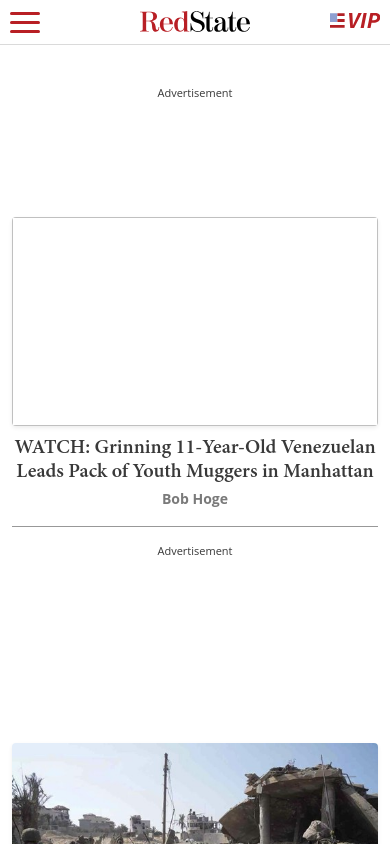 RedState
VIP
Advertisement
WATCH: Grinning 11-Year-Old Venezuelan
Leads Pack of Youth Muggers in Manhattan
Bob Hoge
Advertisement